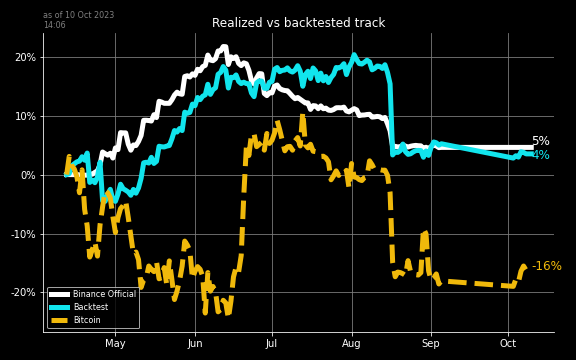 as of 10 Oct 2023
14:06
Realized vs backtested track
20%
10%
0%
-10%
-20%
5%
4%
-16%
Binance Official
Backtest
Bitcoin
May Jun Jul Aug Sep Oct